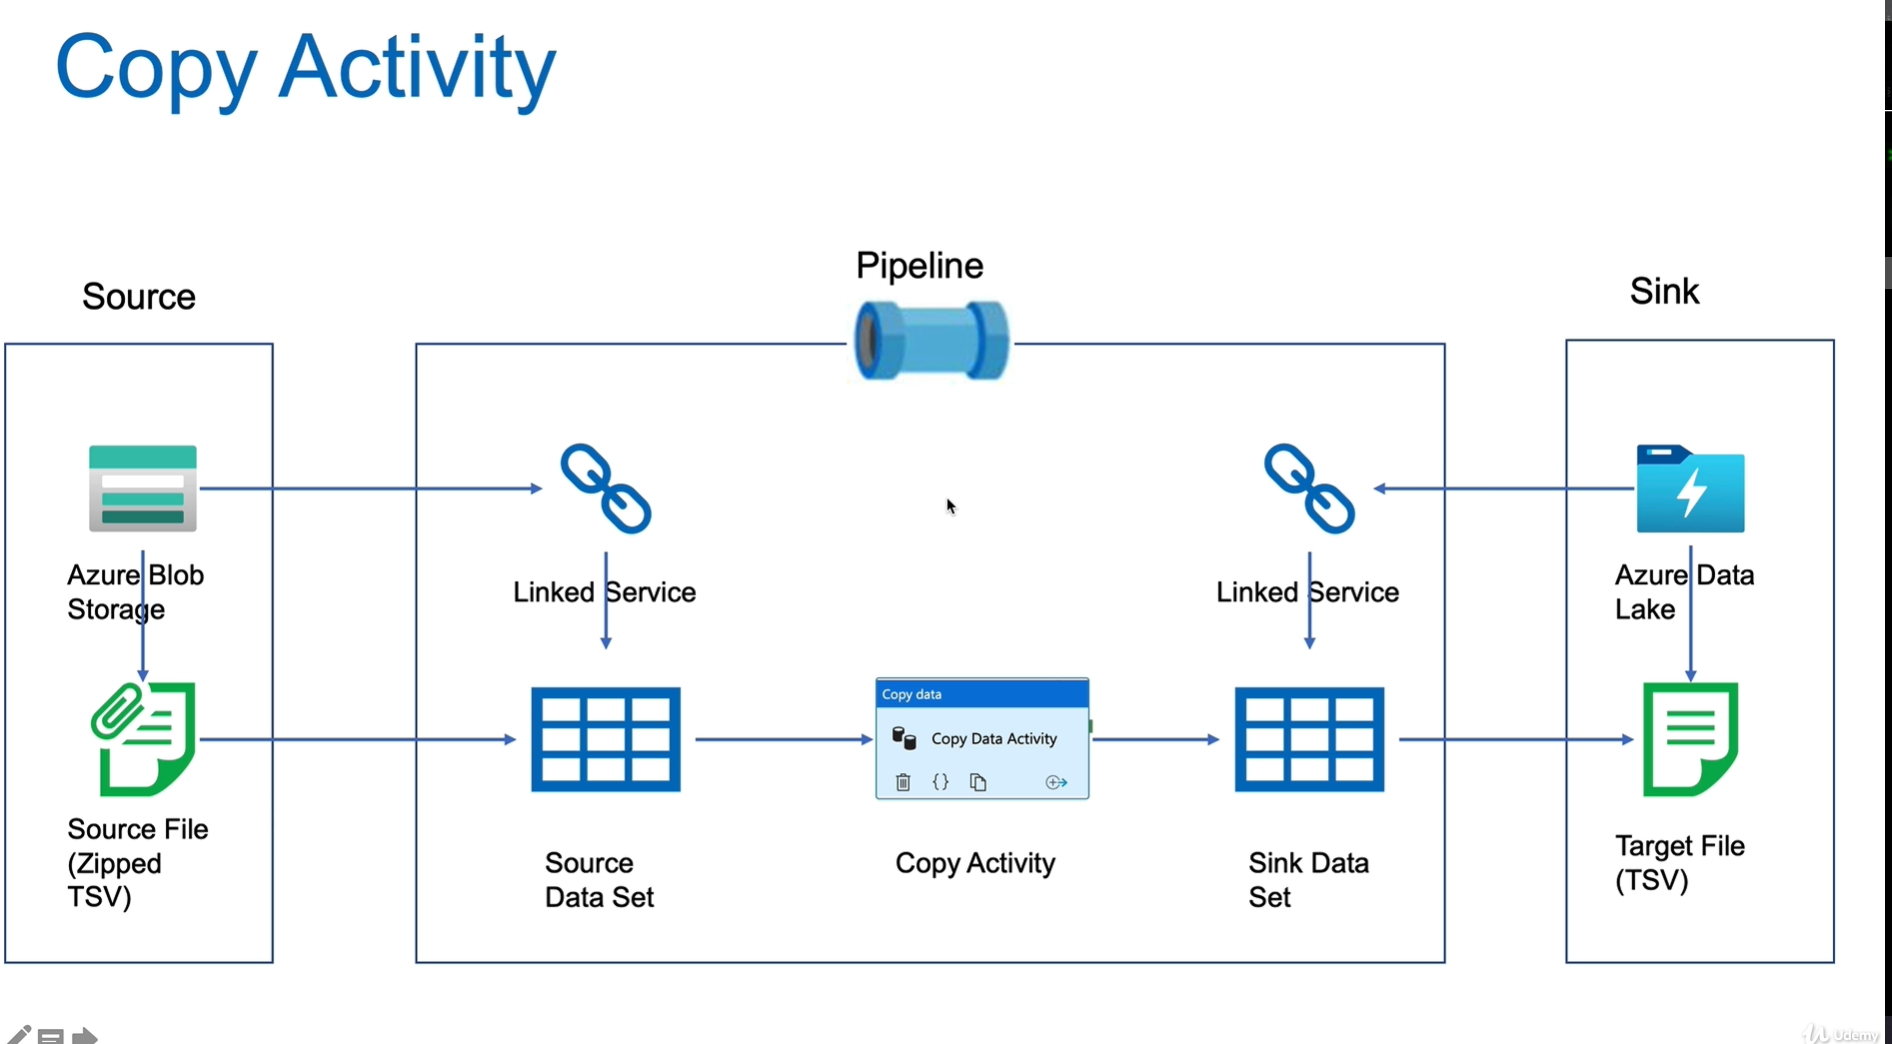 Copy Activity
Pipeline
Source
Sink
Azure Blob
Storage
Linked Service
Linked Service
Azure Data
Lake
Copy data
Copy Data Activity
{}
Source File
(Zipped
TSV)
Source
Data Set
Copy Activity
Sink Data
Set
Target File
(TSV)
Udemy